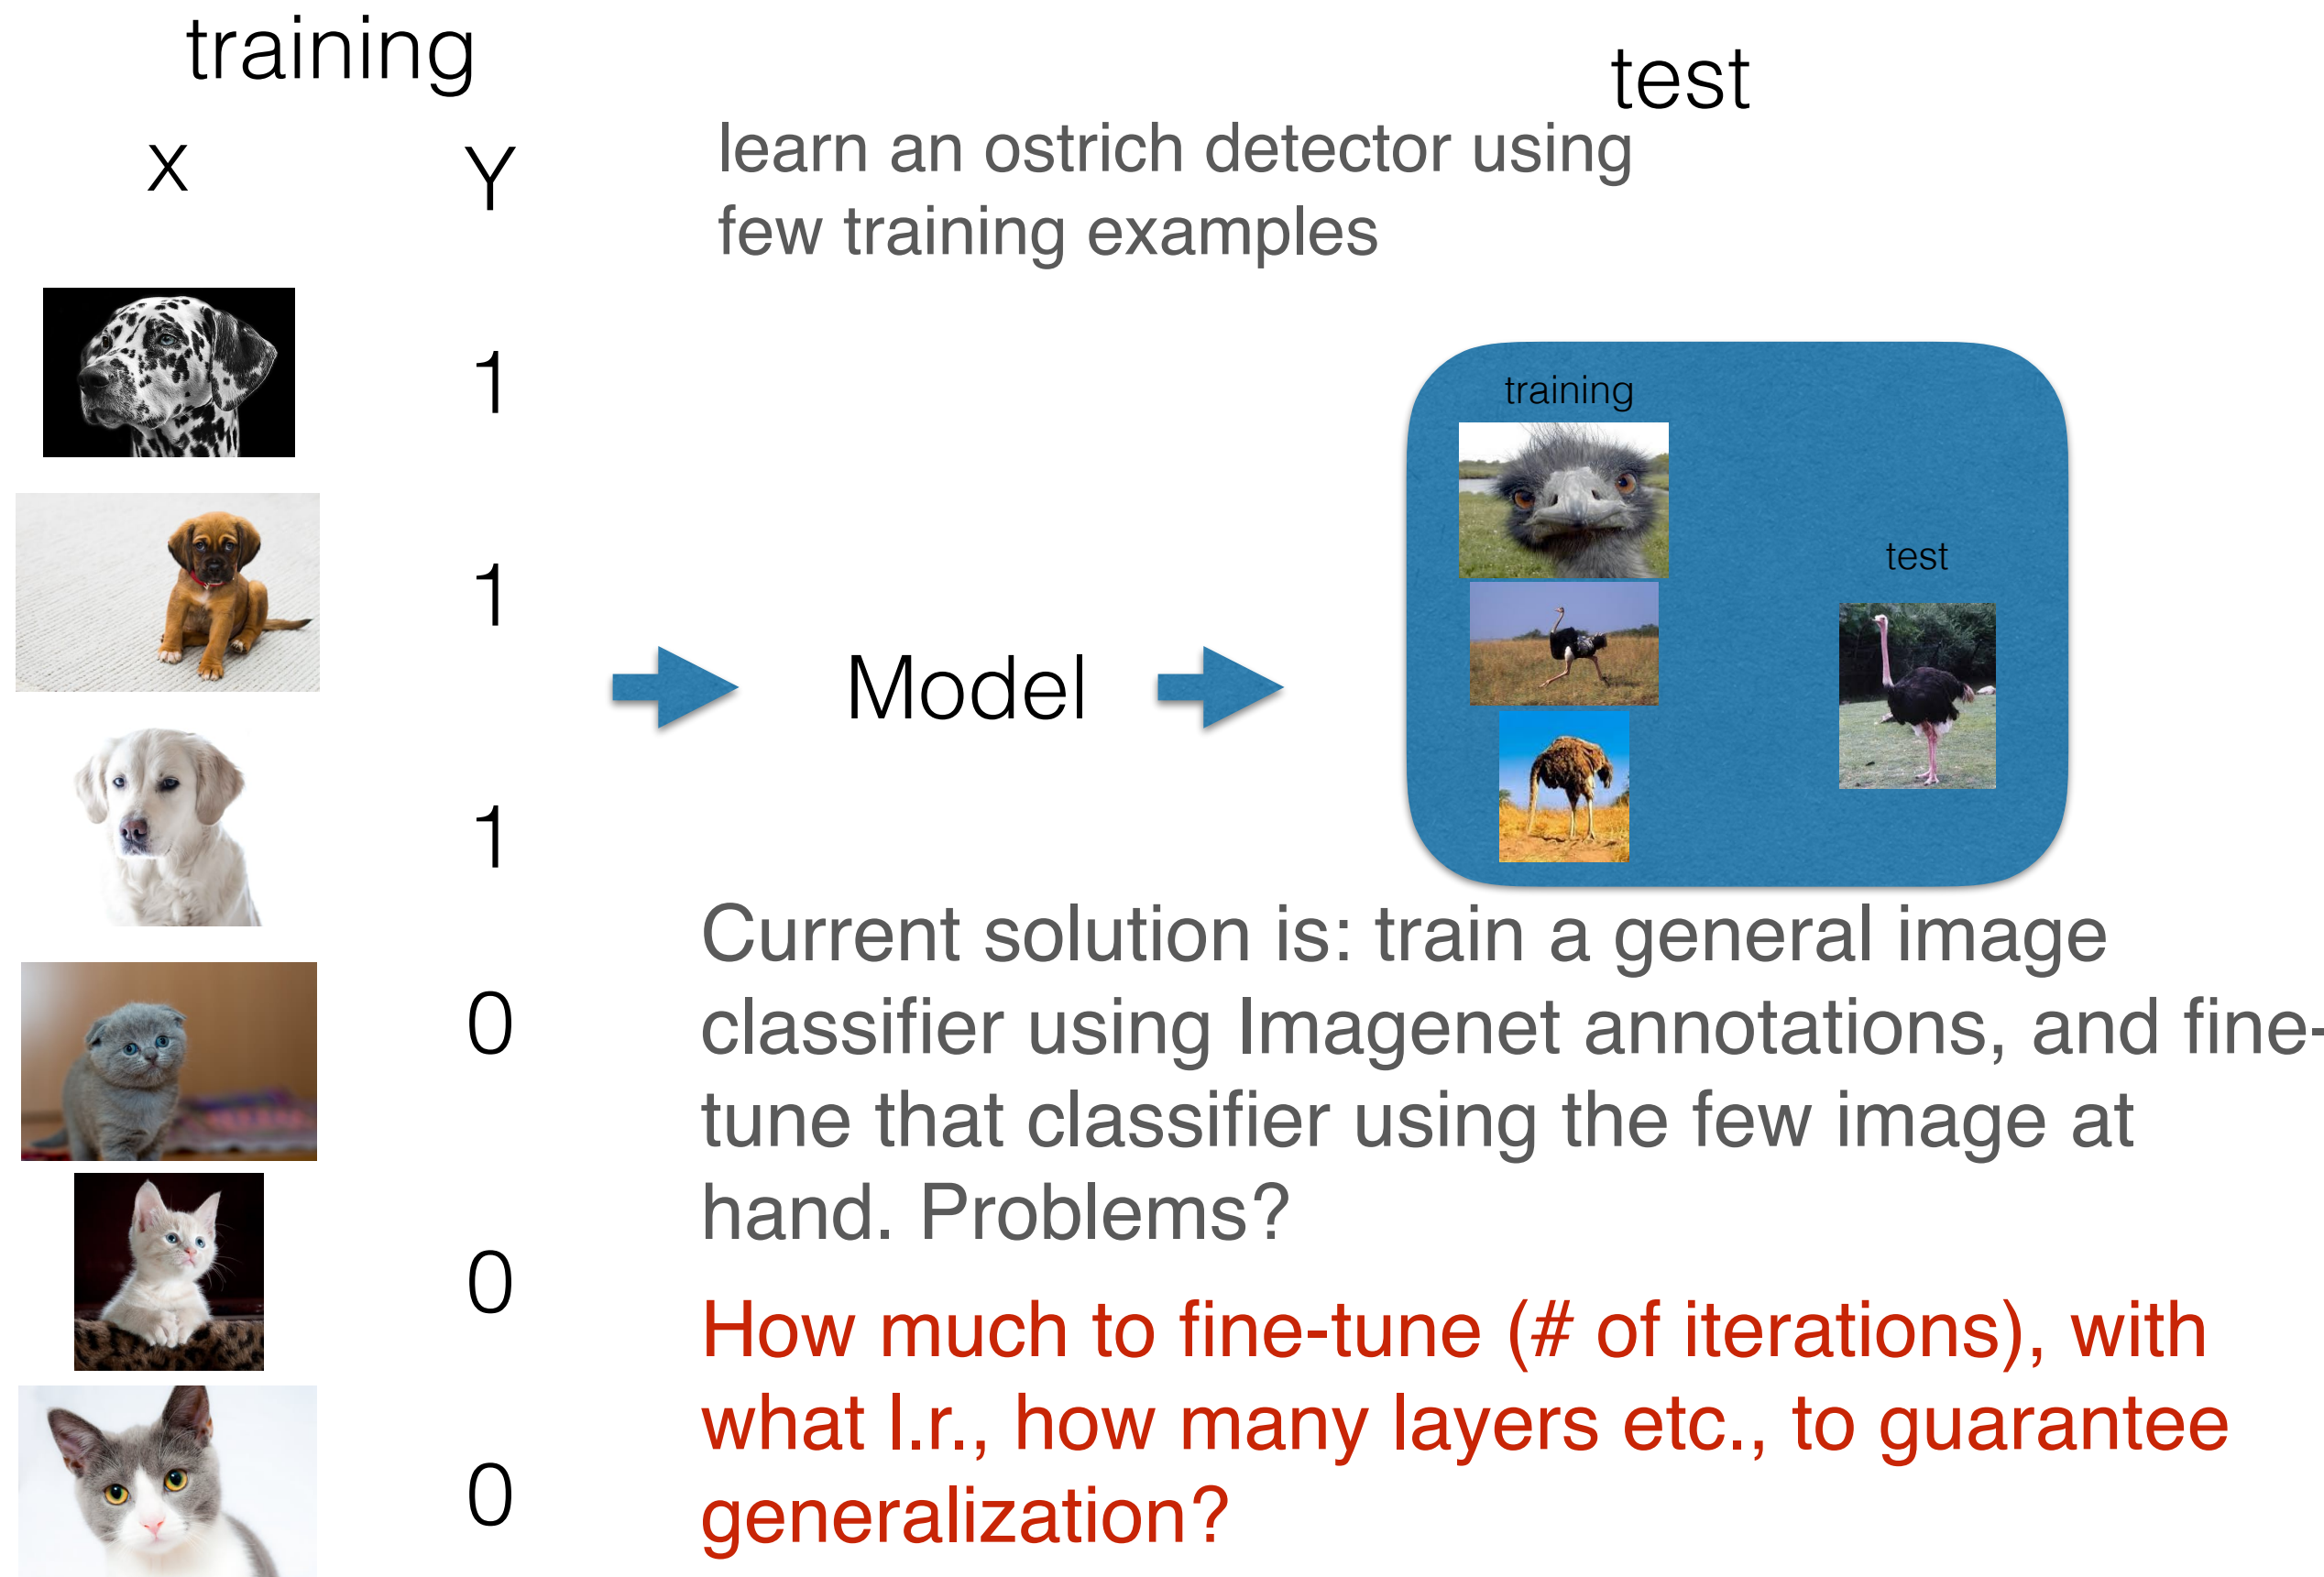 training
test
X
Y
learn an ostrich detector using
few training examples
1
1
1
0
0
0
Model
training
test
Current solution is: train a general image
classifier using Imagenet annotations, and fine-
tune that classifier using the few image at
hand. Problems?
How much to fine-tune (# of iterations), with
what l.r., how many layers etc., to guarantee
generalization?